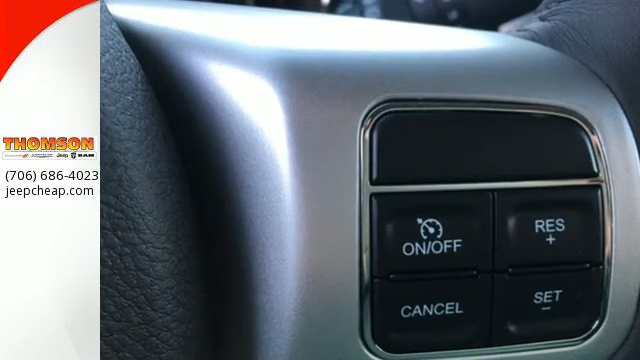 THOMSON
Jeep RAM
(706) 686-4023
jeepcheap.com
ON/OFF
RES
+
CANCEL
SET
-